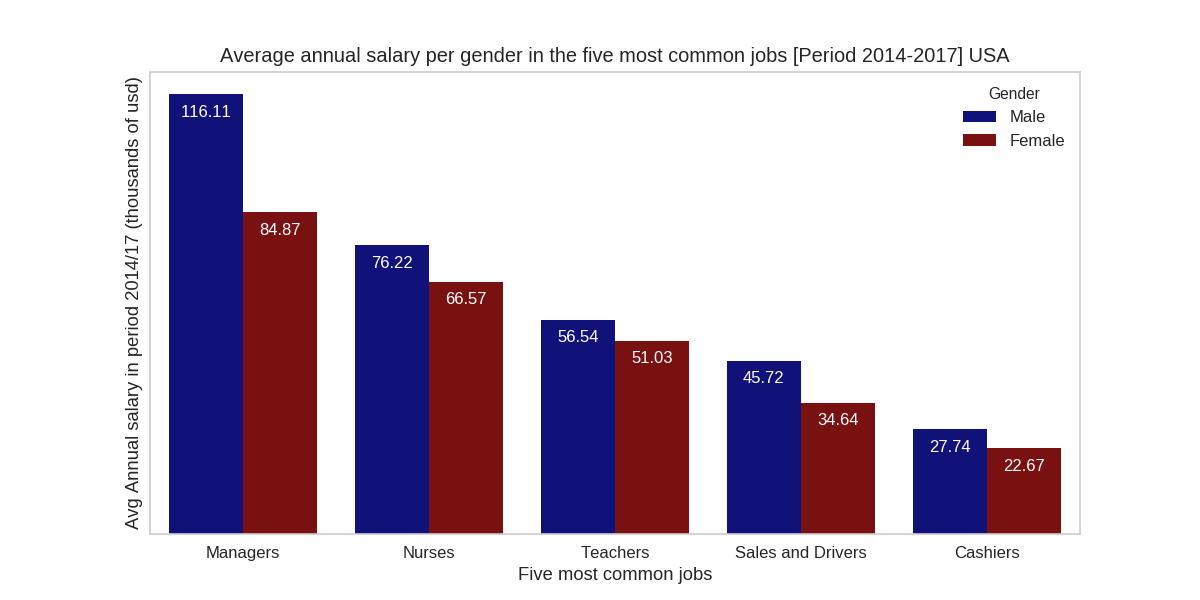 Average annual salary per gender in the five most common jobs [Period 2014-2017] USA
Avg Annual salary in period 2014/17 (thousands of usd)
Gender
Male
Female
116.11
84.87
76.22
66.57
56.54
51.03
45.72
34.64
27.74
22.67
Managers
Nurses
Teachers
Sales and Drivers
Cashiers
Five most common jobs